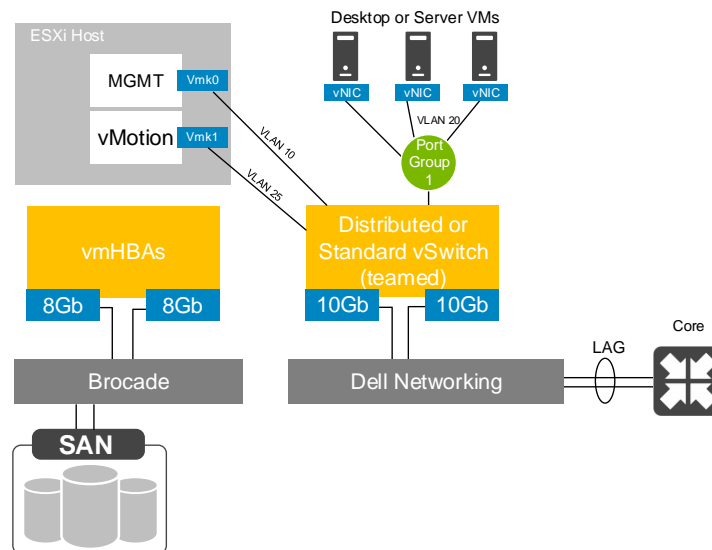 ESXi Host
MGMT
Vmk0
vMotion
Vmk1
VLAN 10
VLAN 25
Desktop or Server VMs
vNIC
vNIC
vNIC
VLAN 20
Port
Group
1
vmHBAs
8Gb
8Gb
Distributed or
Standard vSwitch
(teamed)
10Gb
10Gb
Brocade
Dell Networking
LAG
Core
SAN